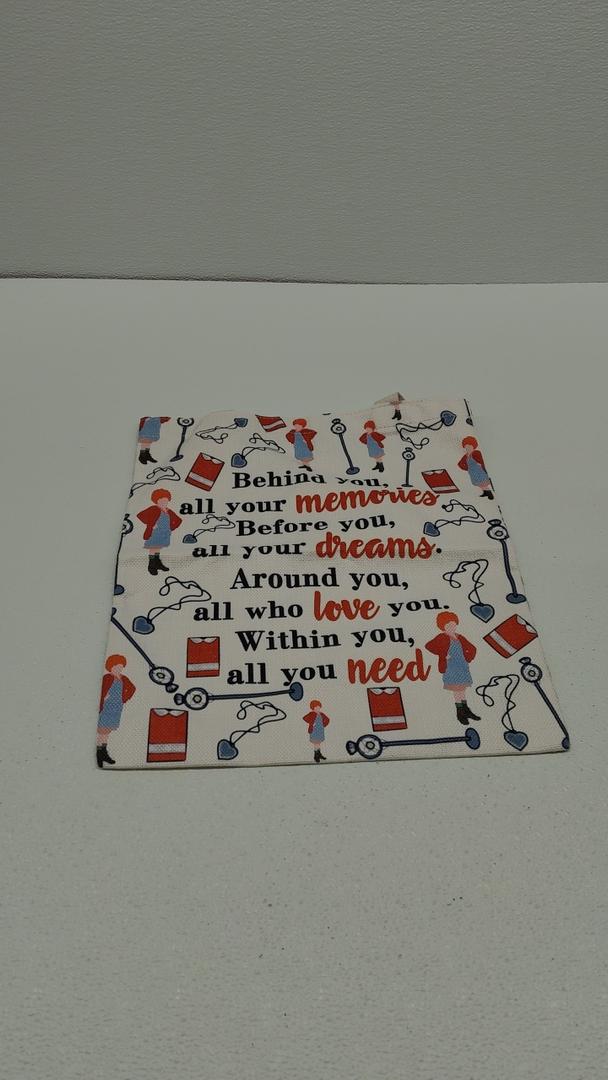 Behind you,
all your memories
Before you,
all your dreams.
Around you,
all who love you.
Within you,
all you need